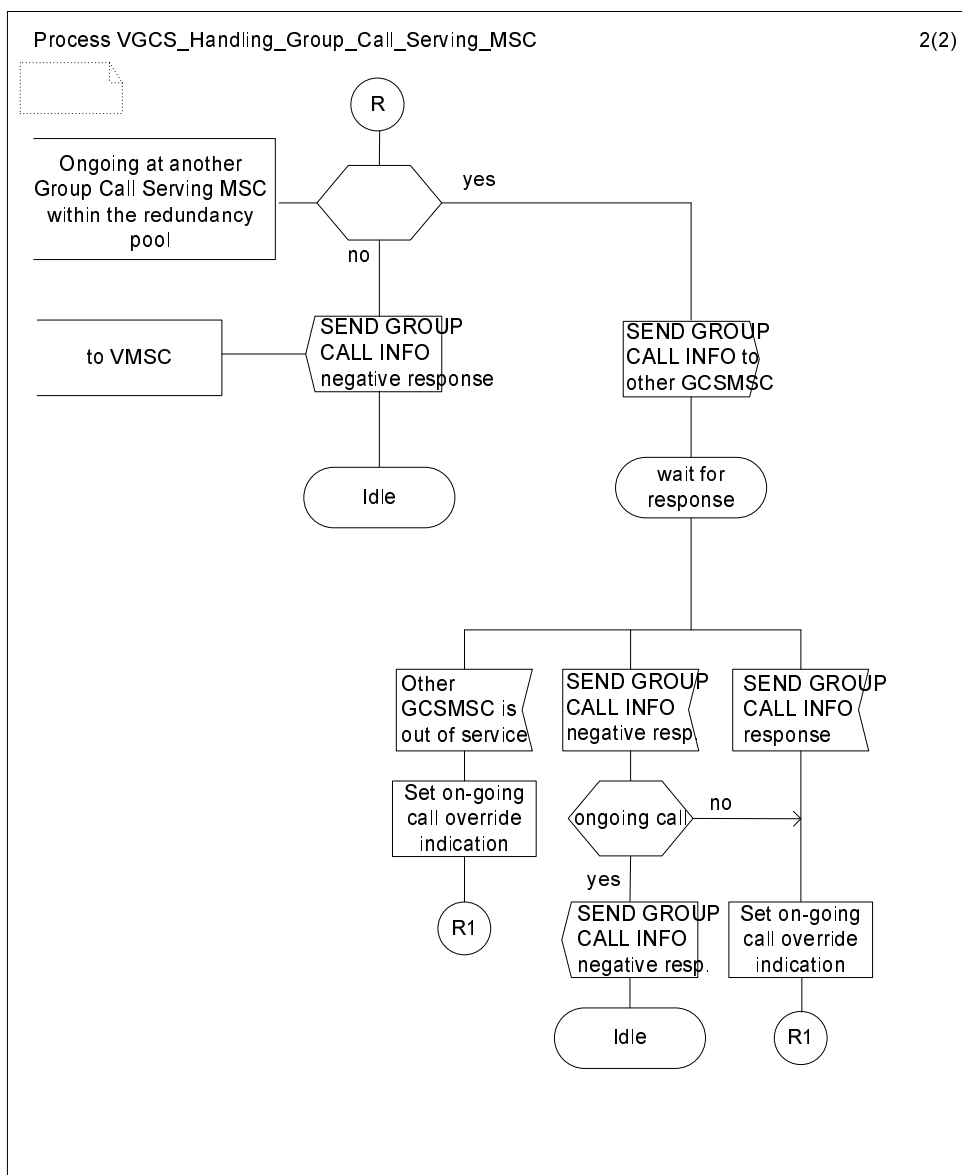 Process VGCS_Handling_Group_Call_Serving_MSC
2(2)
R
Ongoing at another
Group Call Serving MSC
within the redundancy
pool
yes
no
to VMSC
SEND GROUP
CALL INFO
negative response
SEND GROUP
CALL INFO to
other GCSMSC
Idle
wait for
response
Other
GCSMSC is
out of service
SEND GROUP
CALL INFO
negative resp.
SEND GROUP
CALL INFO
response
Set on-going
call override
indication
ongoing call
no
yes
R1
SEND GROUP
CALL INFO
negative resp.
Set on-going
call override
indication
Idle
R1